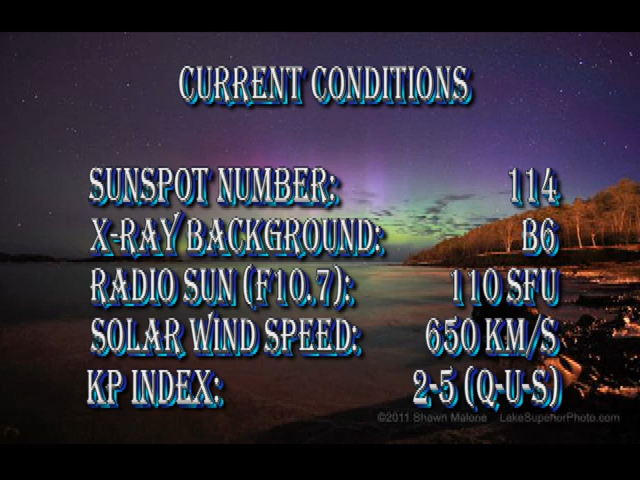 CURRENT CONDITIONS
SUNSPOT NUMBER: 114
X-RAY BACKGROUND: B6
RADIO SUN (F10.7): 110 SFU
SOLAR WIND SPEED: 650 KM/S
KP INDEX: 2-5 (Q-U-S)
©2011 Shawn Malone LakeSuperiorPhoto.com